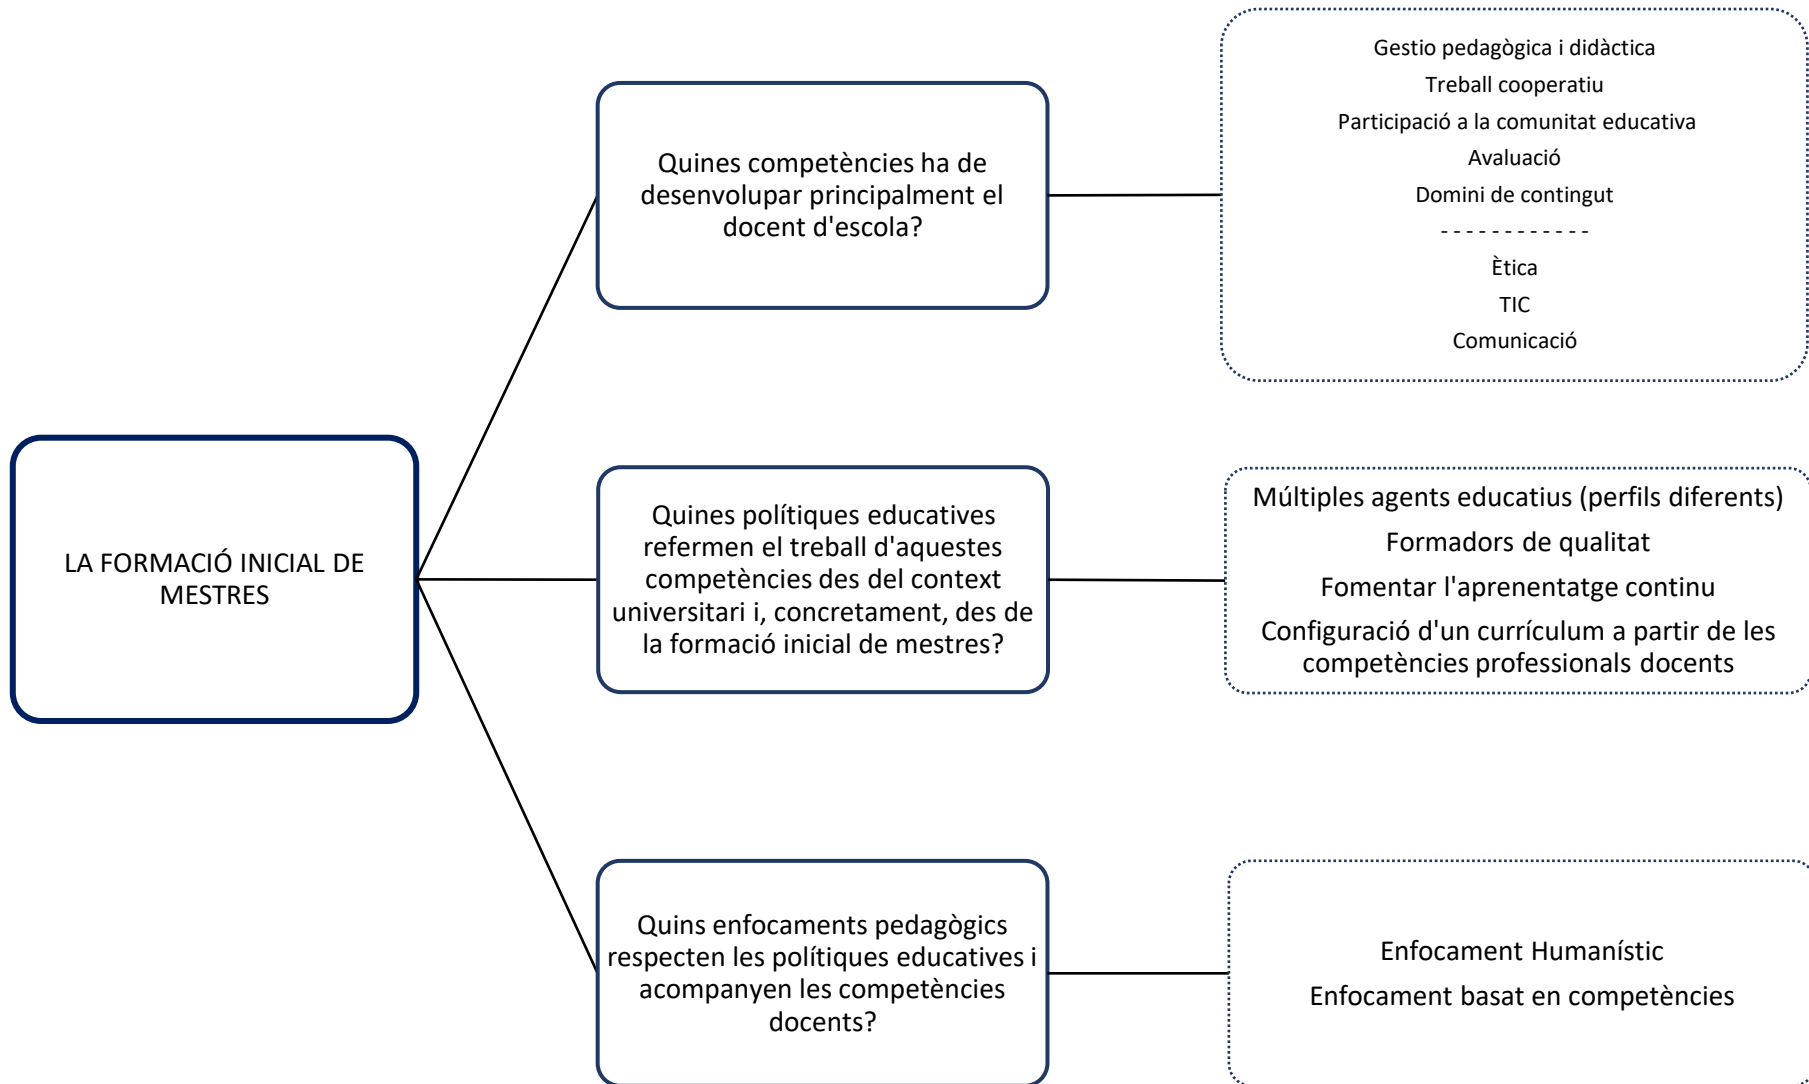 LA FORMACIÓ INICIAL DE
MESTRES
Quines competències ha de
desenvolupar principalment el
docent d'escola?
Gestio pedagògica i didàctica
Treball cooperatiu
Participació a la comunitat educativa
Avaluació
Domini de contingut
- - - - - - - - - - - -
Ètica
TIC
Comunicació
Quines polítiques educatives
refermen el treball d'aquestes
competències des del context
universitari i, concretament, des de
la formació inicial de mestres?
Múltiples agents educatius (perfils diferents)
Formadors de qualitat
Fomentar l'aprenentatge continu
Configuració d'un currículum a partir de les
competències professionals docents
Quins enfocaments pedagògics
respecten les polítiques educatives i
acompanyen les competències
docents?
Enfocament Humanístic
Enfocament basat en competències